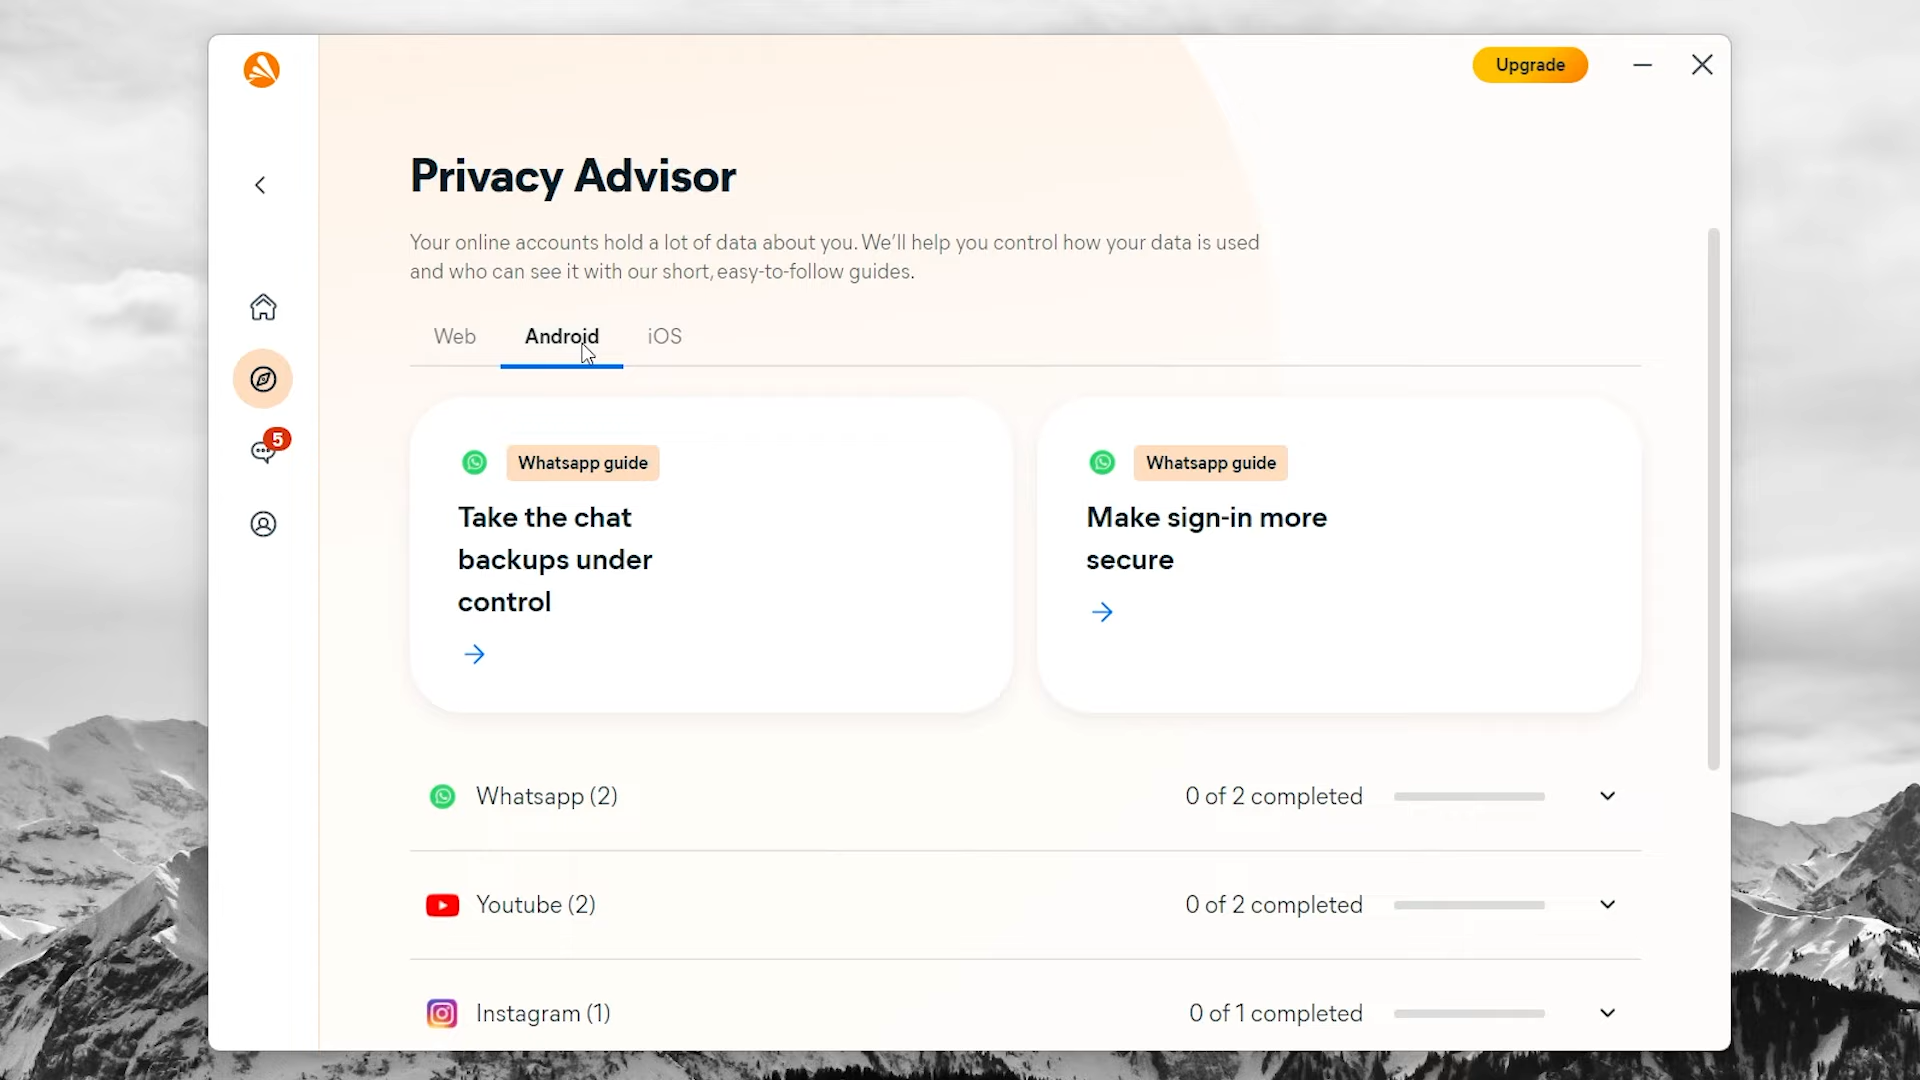 Upgrade
Privacy Advisor
Your online accounts hold a lot of data about you. We'll help you control how your data is used
and who can see it with our short, easy-to-follow guides.
Web Android iOS
5
Whatsapp guide
Take the chat
backups under
control
Whatsapp guide
Make sign-in more
secure
Whatsapp (2) 0 of 2 completed
Youtube (2) 0 of 2 completed
Instagram (1) 0 of 1 completed